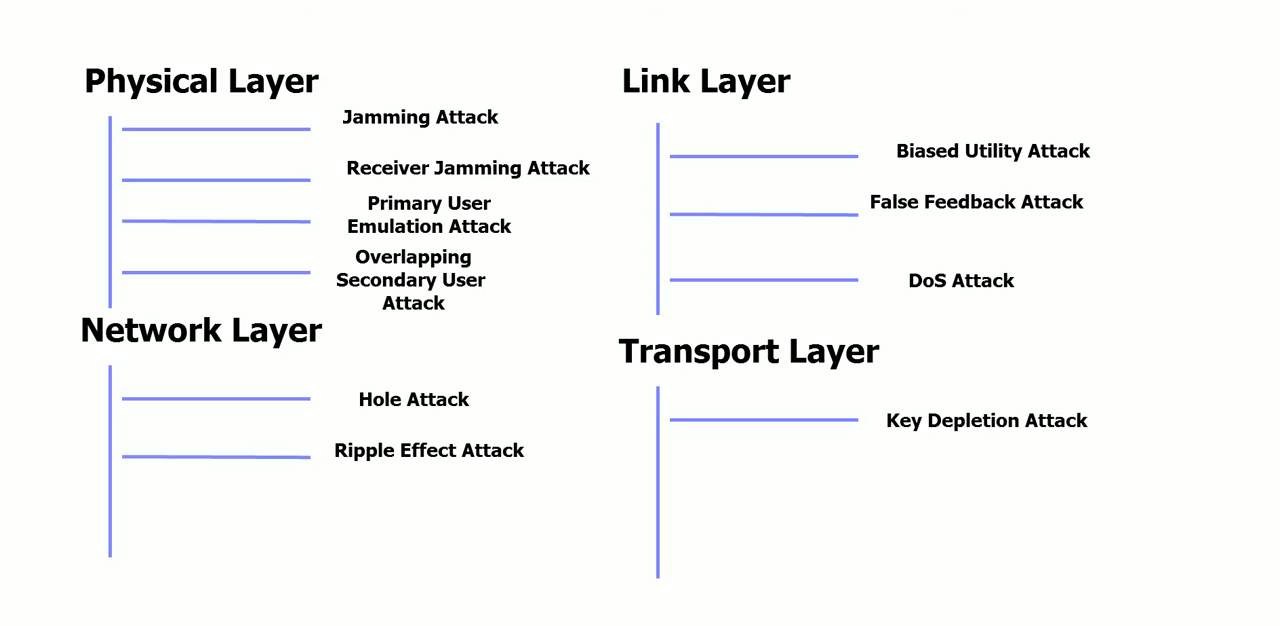 Physical Layer
Jamming Attack
Receiver Jamming Attack
Primary User
Emulation Attack
Overlapping
Secondary User
Attack
Network Layer
Hole Attack
Ripple Effect Attack
Link Layer
Biased Utility Attack
False Feedback Attack
DoS Attack
Transport Layer
Key Depletion Attack